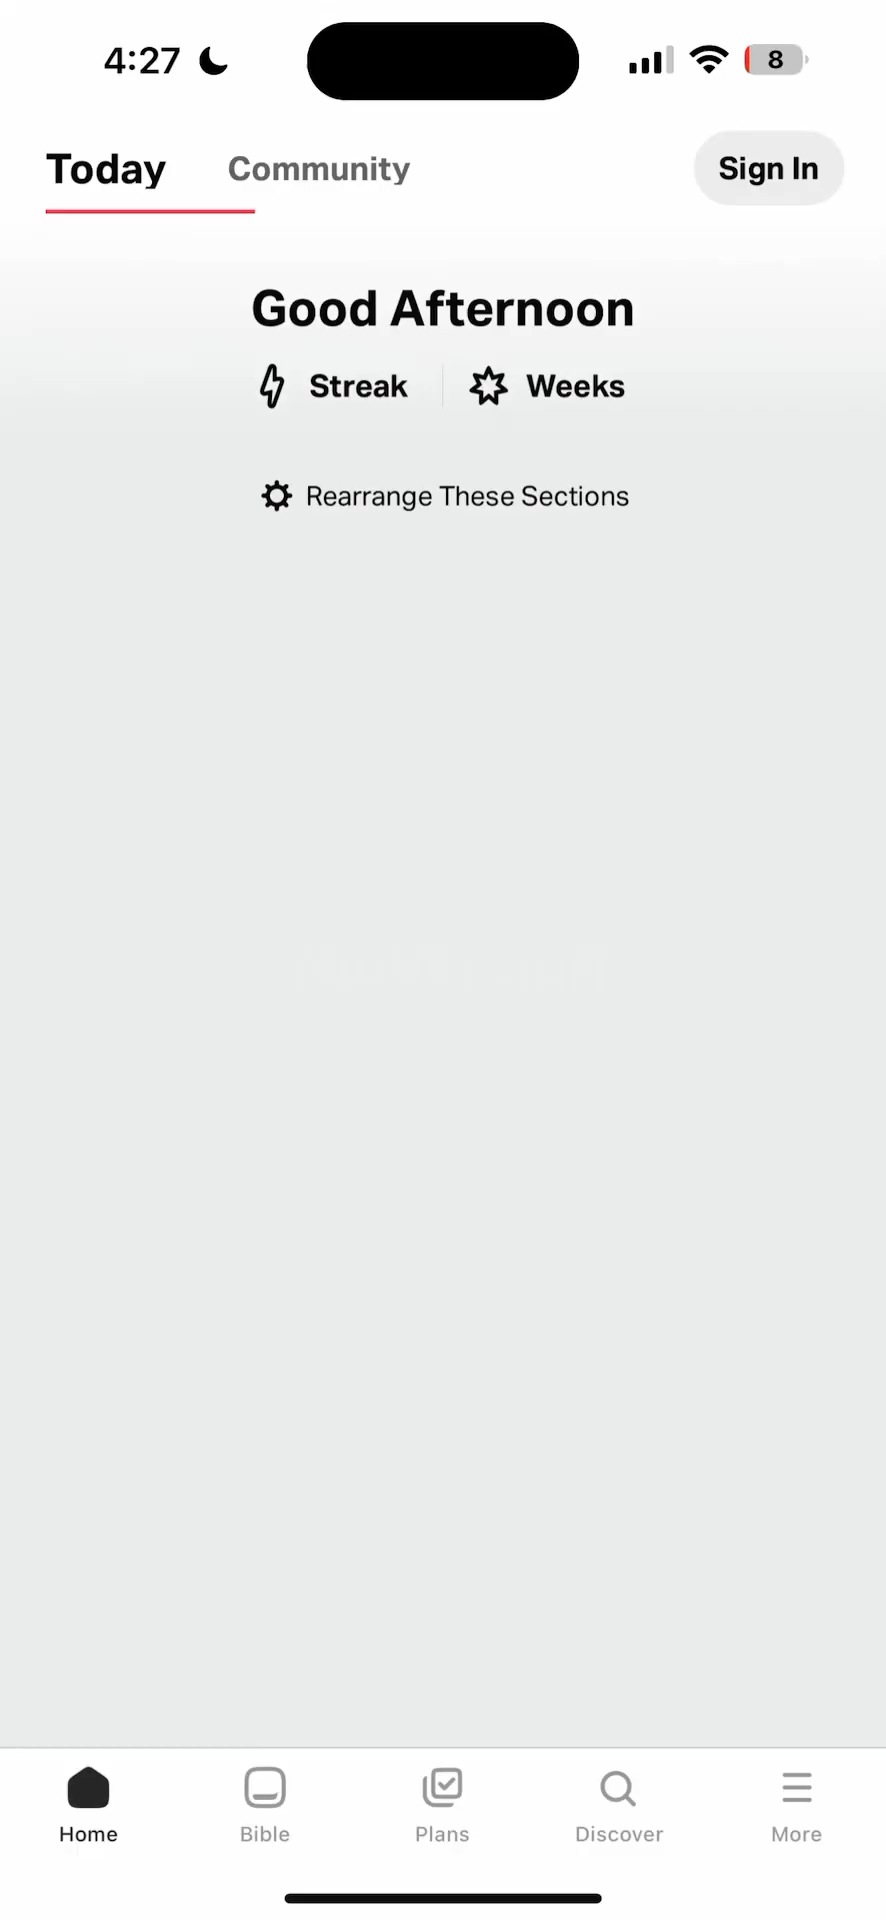 4:27
8
Today Community Sign In
Good Afternoon
Streak Weeks
Rearrange These Sections
Home Bible Plans Discover More